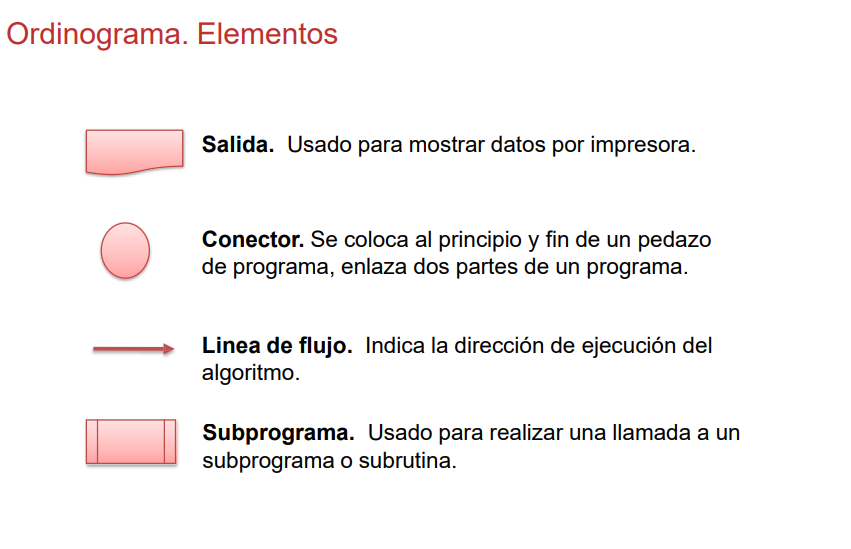 Ordinograma. Elementos
Salida. Usado para mostrar datos por impresora.
Conector. Se coloca al principio y fin de un pedazo
de programa, enlaza dos partes de un programa.
Linea de flujo. Indica la dirección de ejecución del
algoritmo.
Subprograma. Usado para realizar una llamada a un
subprograma o subrutina.